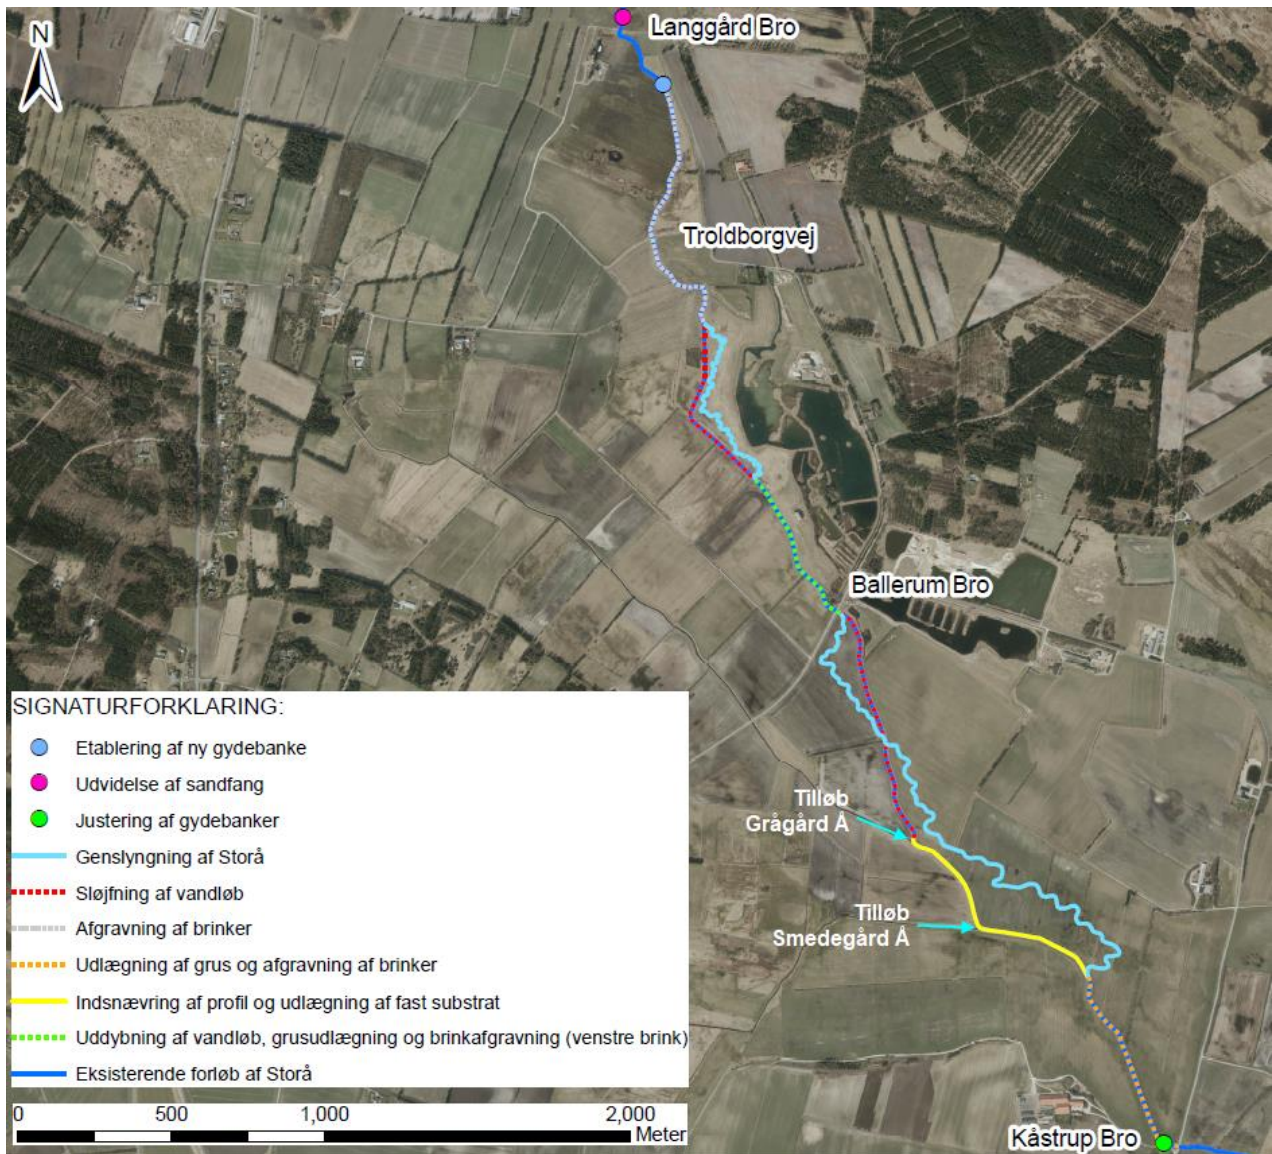 N
Langgård Bro
Troldborgvej
Ballerum Bro
Tilløb
Grågård Å
Tilløb
Smedegård Å
Kåstrup Bro
SIGNATURFORKLARING:
Etablering af ny gydebanke
Udvidelse af sandfang
Justering af gydebanker
Genslyngning af Storå
Sløjfning af vandløb
Afgravning af brinker
Udlægning af grus og afgravning af brinker
Indsnævring af profil og udlægning af fast substrat
Uddybning af vandløb, grusudlægning og brinkafgravning (venstre brink)
Eksisterende forløb af Storå
0 500 1,000 2,000
Meter